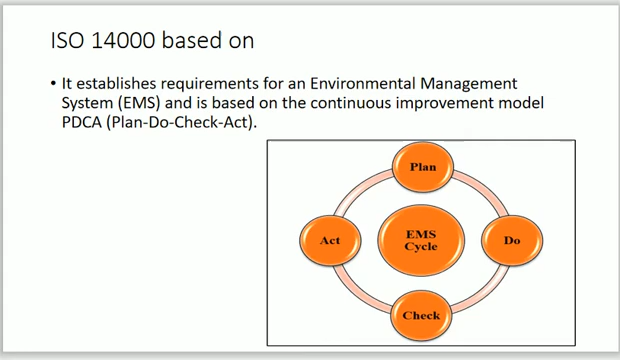 ISO 14000 based on
• It establishes requirements for an Environmental Management
System (EMS) and is based on the continuous improvement model
PDCA (Plan-Do-Check-Act).
Plan
Act
EMS
Cycle
Do
Check